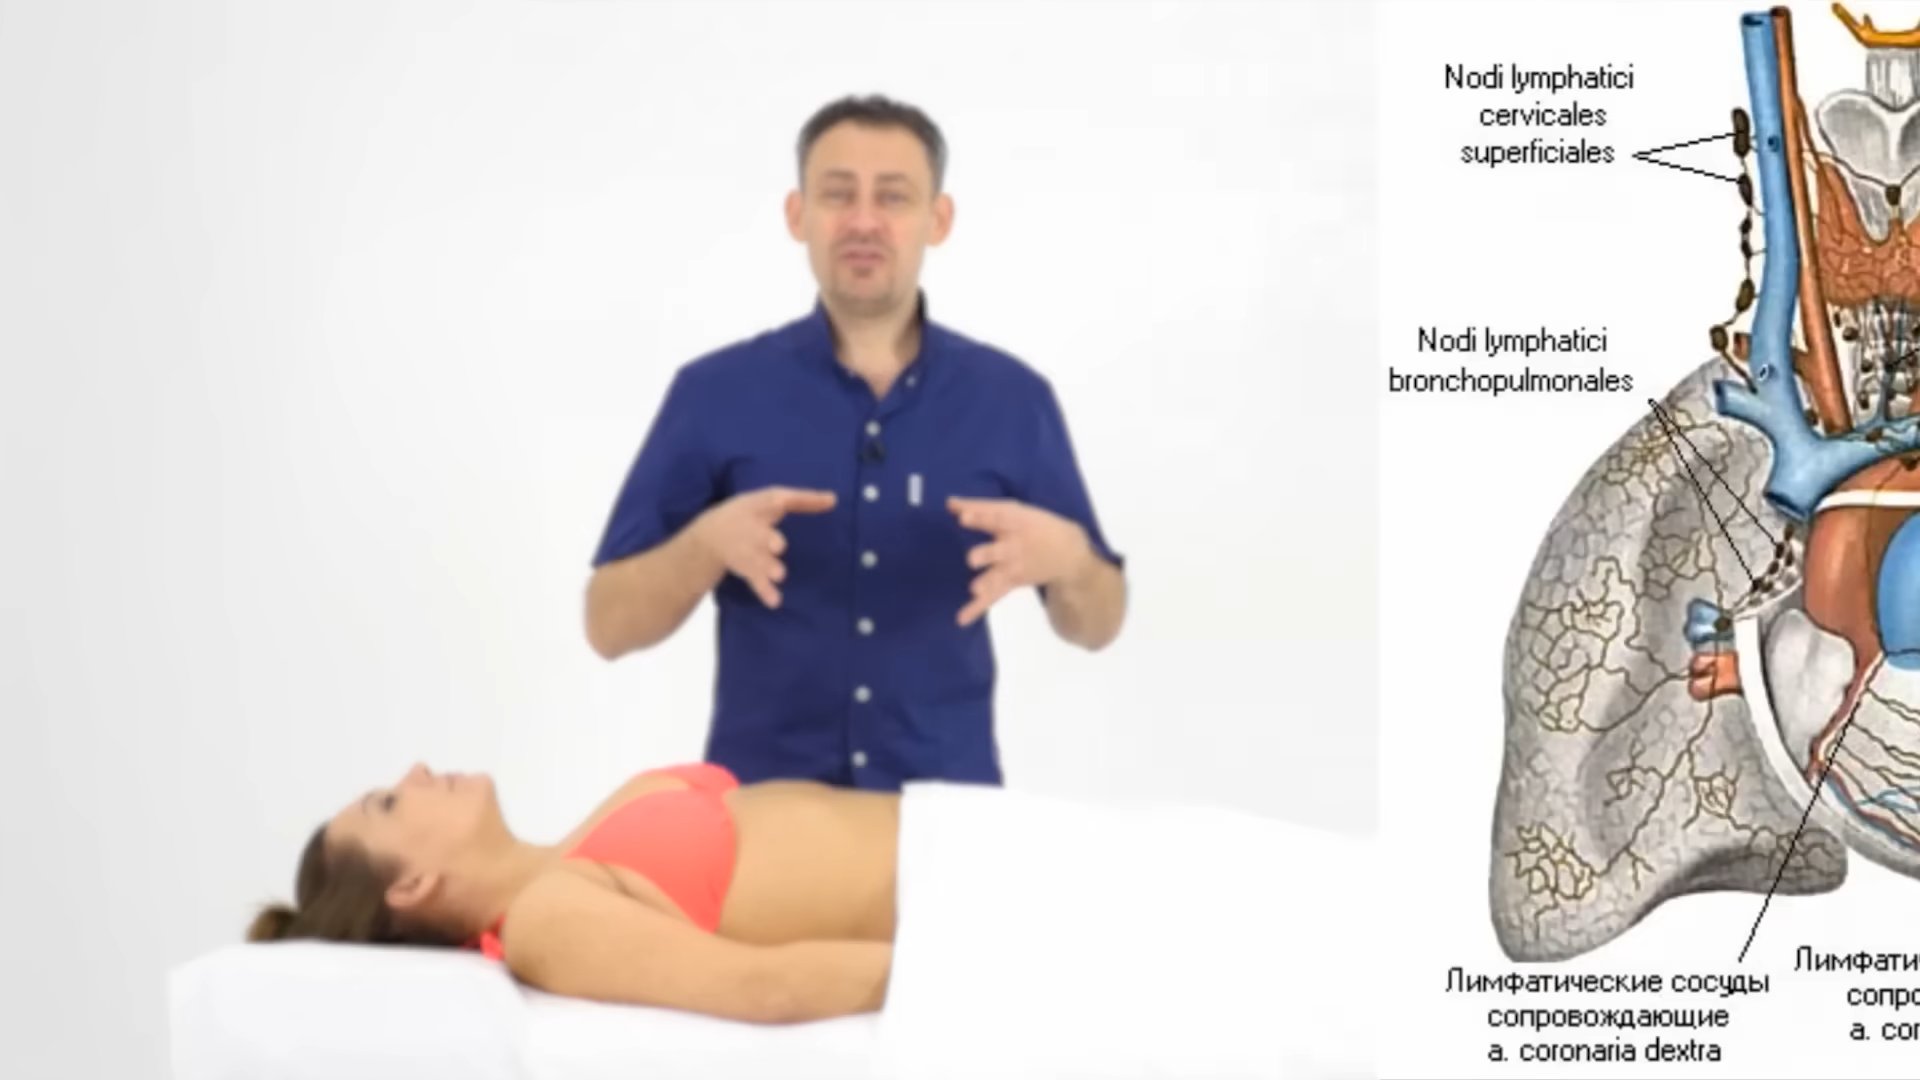 Nodi lymphatici
cervicales
superficiales
Nodi lymphatici
bronchopulmonales
Лимфатические сосуды
сопровождающие
a. coronaria dextra